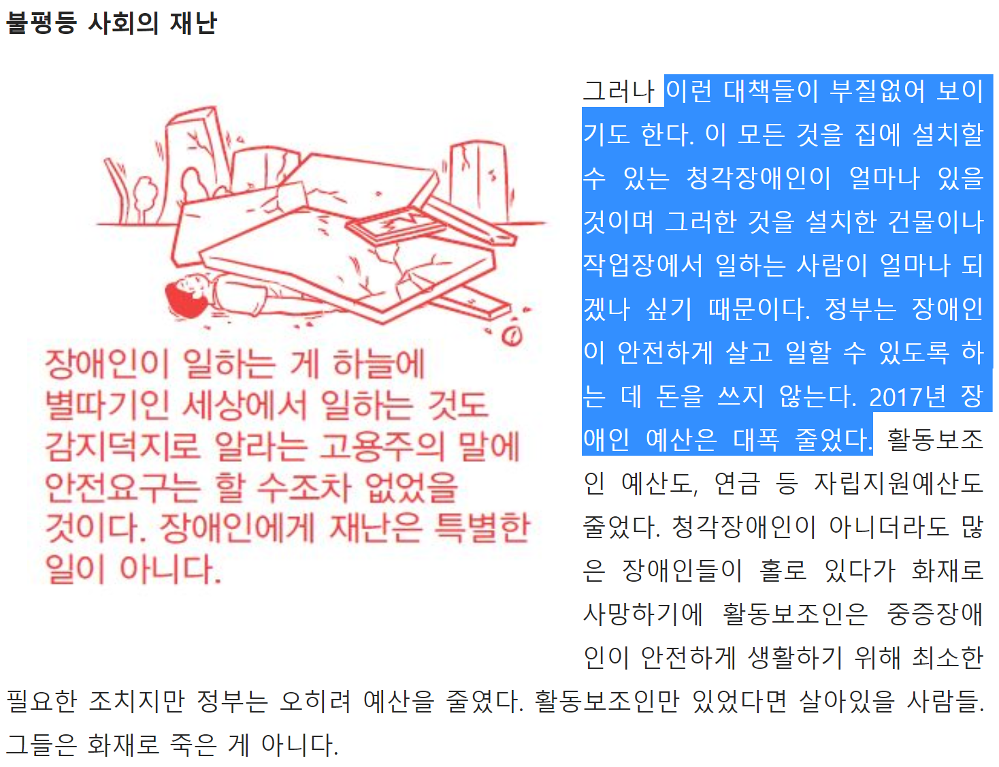 불평등 사회의 재난
장애인이 일하는 게 하늘에
별따기인 세상에서 일하는 것도
감지덕지로 알라는 고용주의 말에
안전요구는 할 수조차 없었을
것이다. 장애인에게 재난은 특별한
일이 아니다.
그러나 이런 대책들이 부질없어 보이
기도 한다. 이 모든 것을 집에 설치할
수 있는 청각장애인이 얼마나 있을
것이며 그러한 것을 설치한 건물이나
작업장에서 일하는 사람이 얼마나 되
겠나 싶기 때문이다. 정부는 장애인
이 안전하게 살고 일할 수 있도록 하
는 데 돈을 쓰지 않는다. 2017년 장
애인 예산은 대폭 줄었다. 활동보조
인 예산도, 연금 등 자립지원예산도
줄었다. 청각장애인이 아니더라도 많
은 장애인들이 홀로 있다가 화재로
사망하기에 활동보조인은 중증장애
인이 안전하게 생활하기 위해 최소한
필요한 조치지만 정부는 오히려 예산을 줄였다. 활동보조인만 있었다면 살아있을 사람들.
그들은 화재로 죽은 게 아니다.